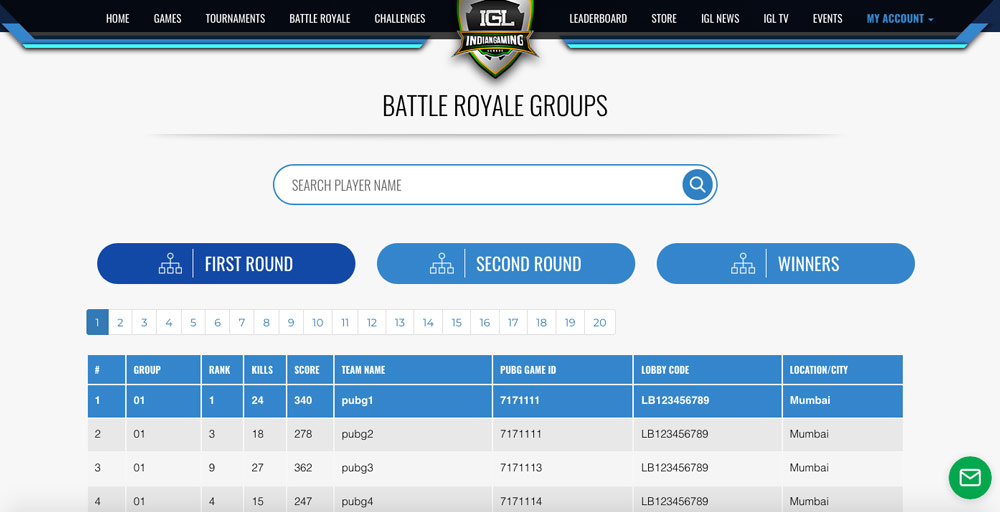 HOME GAMES TOURNAMENTS BATTLE ROYALE CHALLENGES IGL LEADERBOARD STORE IGL NEWS IGL TV EVENTS MY ACCOUNT
INDIANGAMING
BATTLE ROYALE GROUPS
SEARCH PLAYER NAME
FIRST ROUND SECOND ROUND WINNERS
1 2 3 4 5 6 7 8 9 10 11 12 13 14 15 16 17 18 19 20
# GROUP RANK KILLS SCORE TEAM NAME PUBG GAME ID LOBBY CODE LOCATION/CITY
1 01 1 24 340 pubg1 7171111 LB123456789 Mumbai
2 01 3 18 278 pubg2 7171111 LB123456789 Mumbai
3 01 9 27 362 pubg3 7171113 LB123456789 Mumbai
4 01 4 15 247 pubg4 7171114 LB123456789 Mumbai